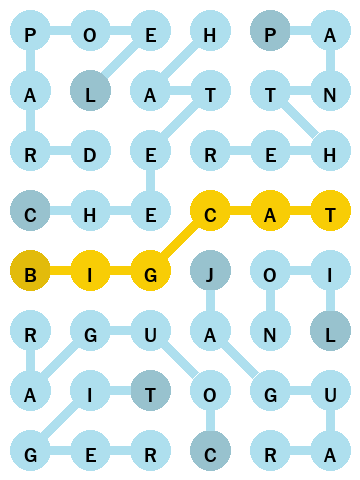 P O E H P A
A L A T T N
R D E R E H
C H E C A T
B I G J O I
R G U A N L
A I T O G U
G E R C R A